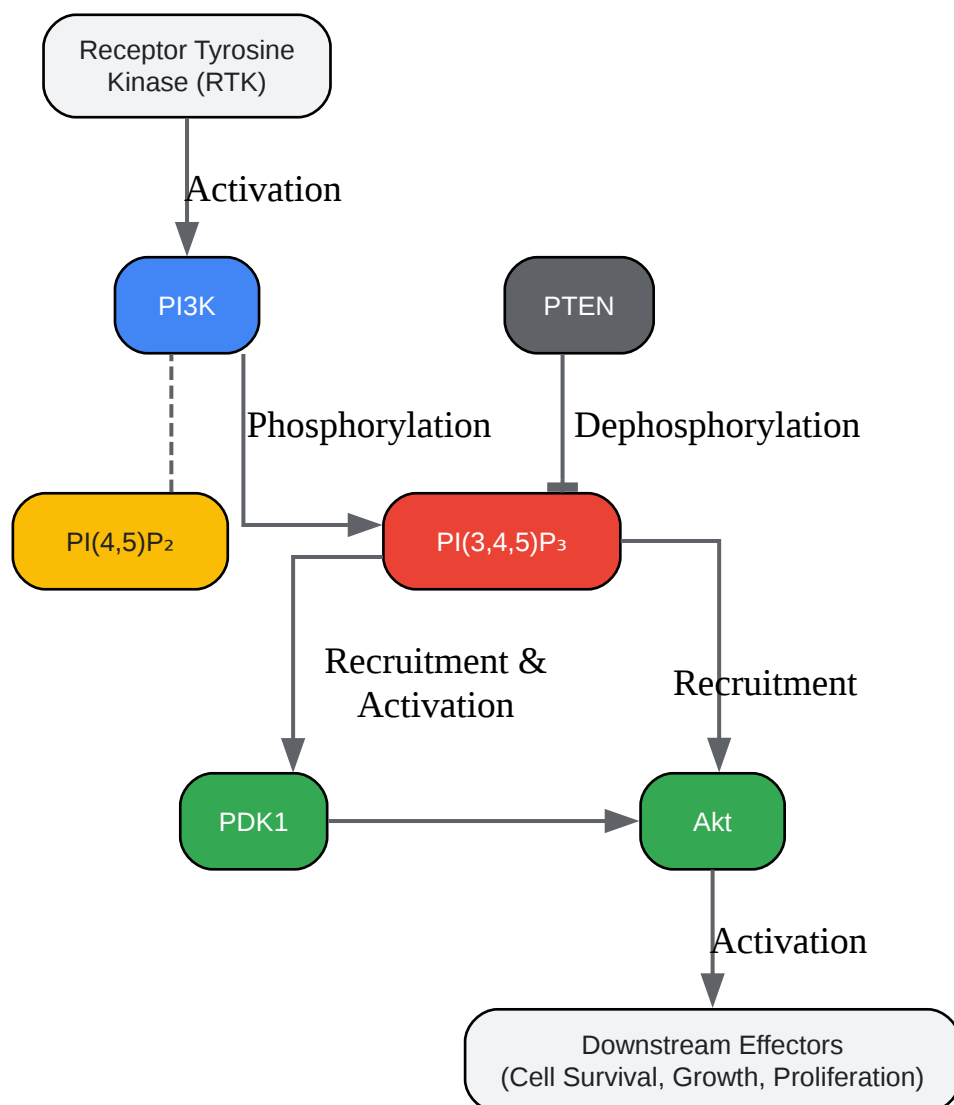 Receptor Tyrosine
Kinase (RTK)
Activation
PI3K
PTEN
Phosphorylation
Dephosphorylation
PI(4,5)P₂
PI(3,4,5)P₃
Recruitment &
Activation
Recruitment
PDK1
Akt
Activation
Downstream Effectors
(Cell Survival, Growth, Proliferation)